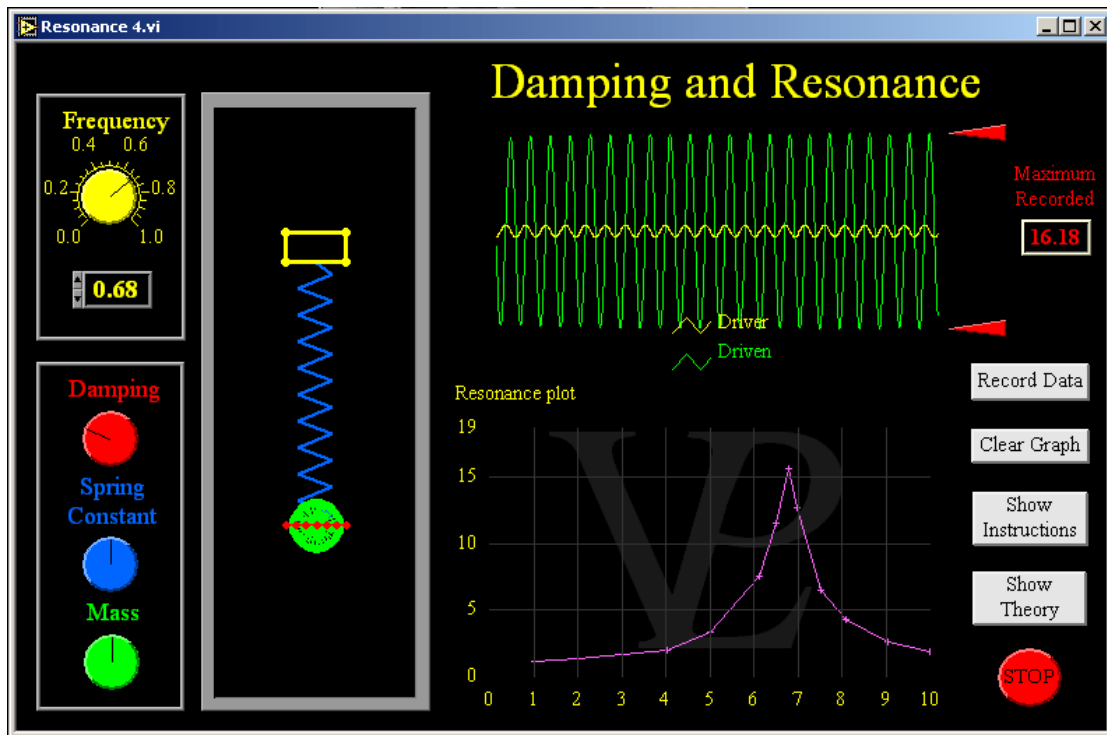 Resonance 4.vi
Damping and Resonance
Frequency
0.4 0.6
0.2 0.8
0.0 1.0
0.68
Damping
Spring
Constant
Mass
Maximum
Recorded
16.18
Driver
Driven
Resonance plot
19
15
10
5
0
0 1 2 3 4 5 6 7 8 9 10
VPL
Record Data
Clear Graph
Show
Instructions
Show
Theory
STOP